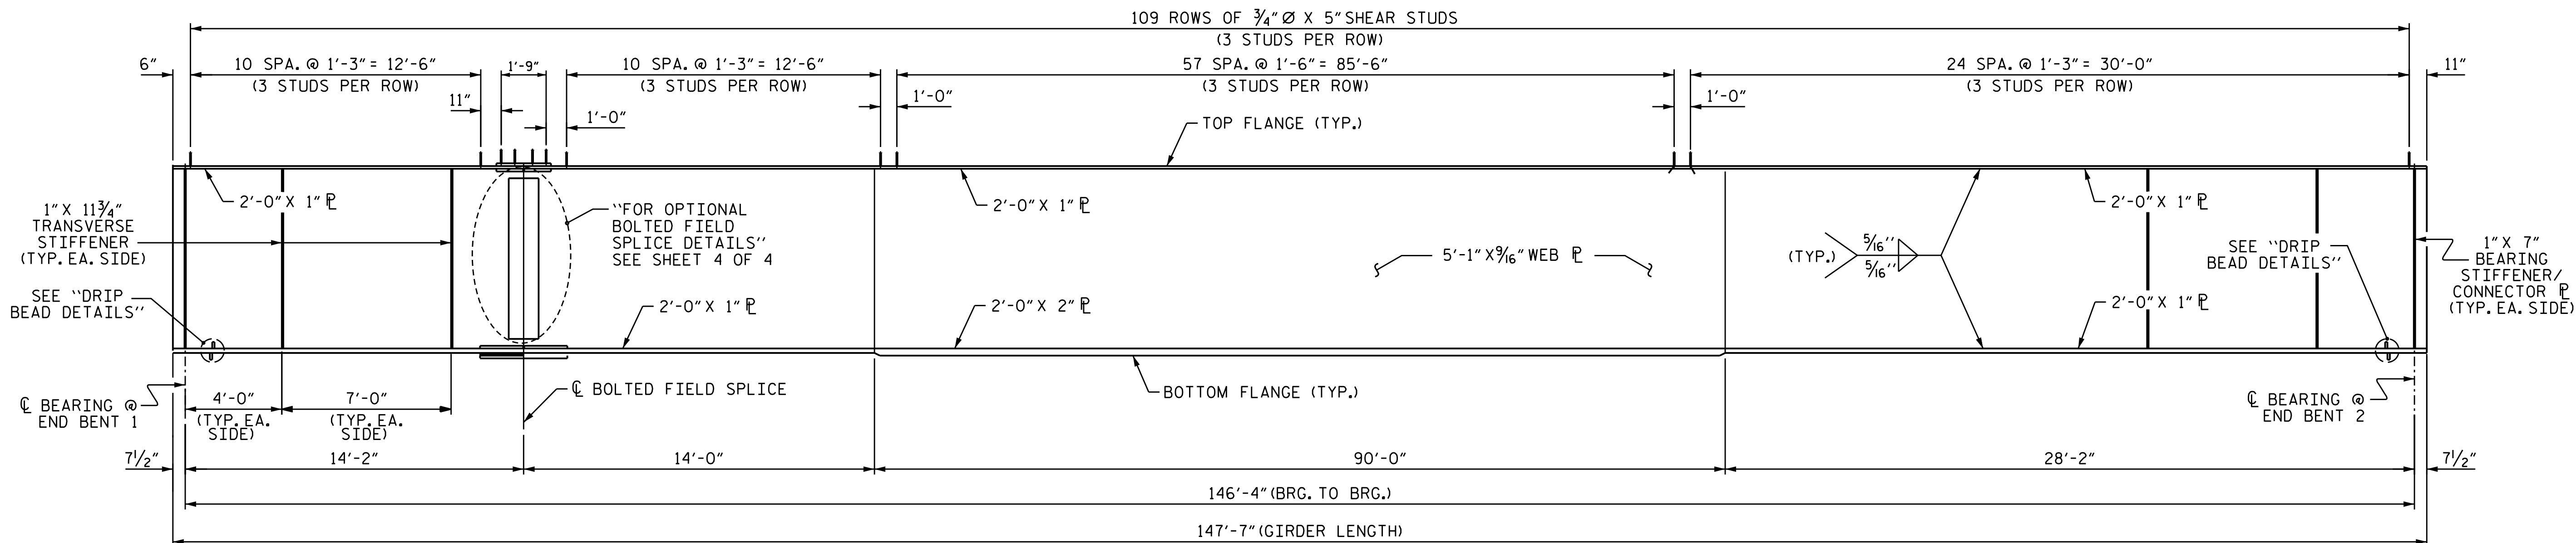 109 ROWS OF 3/4" Ø X 5" SHEAR STUDS
(3 STUDS PER ROW)
6"
10 SPA. @ 1'-3" = 12'-6"
(3 STUDS PER ROW)
1'-9"
10 SPA. @ 1'-3" = 12'-6"
(3 STUDS PER ROW)
57 SPA. @ 1'-6" = 85'-6"
(3 STUDS PER ROW)
24 SPA. @ 1'-3" = 30'-0"
(3 STUDS PER ROW)
11"
11"
1'-0"
1'-0"
1'-0"
TOP FLANGE (TYP.)
2'-0" X 1" ℄
2'-0" X 1" ℄
2'-0" X 1" ℄
1" X 11 3/4"
TRANSVERSE
STIFFENER
(TYP. EA. SIDE)
"FOR OPTIONAL
BOLTED FIELD
SPLICE DETAILS"
SEE SHEET 4 OF 4
5'-1" X 9/16" WEB ℄
(TYP.)
5/16"
5/16"
SEE "DRIP
BEAD DETAILS"
1" X 7"
BEARING
STIFFENER/
CONNECTOR ℄
(TYP. EA. SIDE)
SEE "DRIP
BEAD DETAILS"
2'-0" X 1" ℄
2'-0" X 2" ℄
2'-0" X 1" ℄
℄ BOLTED FIELD SPLICE
BOTTOM FLANGE (TYP.)
℄ BEARING @
END BENT 1
4'-0"
(TYP. EA.
SIDE)
7'-0"
(TYP. EA.
SIDE)
℄ BEARING @
END BENT 2
7 1/2"
14'-2"
14'-0"
90'-0"
28'-2"
7 1/2"
146'-4" (BRG. TO BRG.)
147'-7" (GIRDER LENGTH)